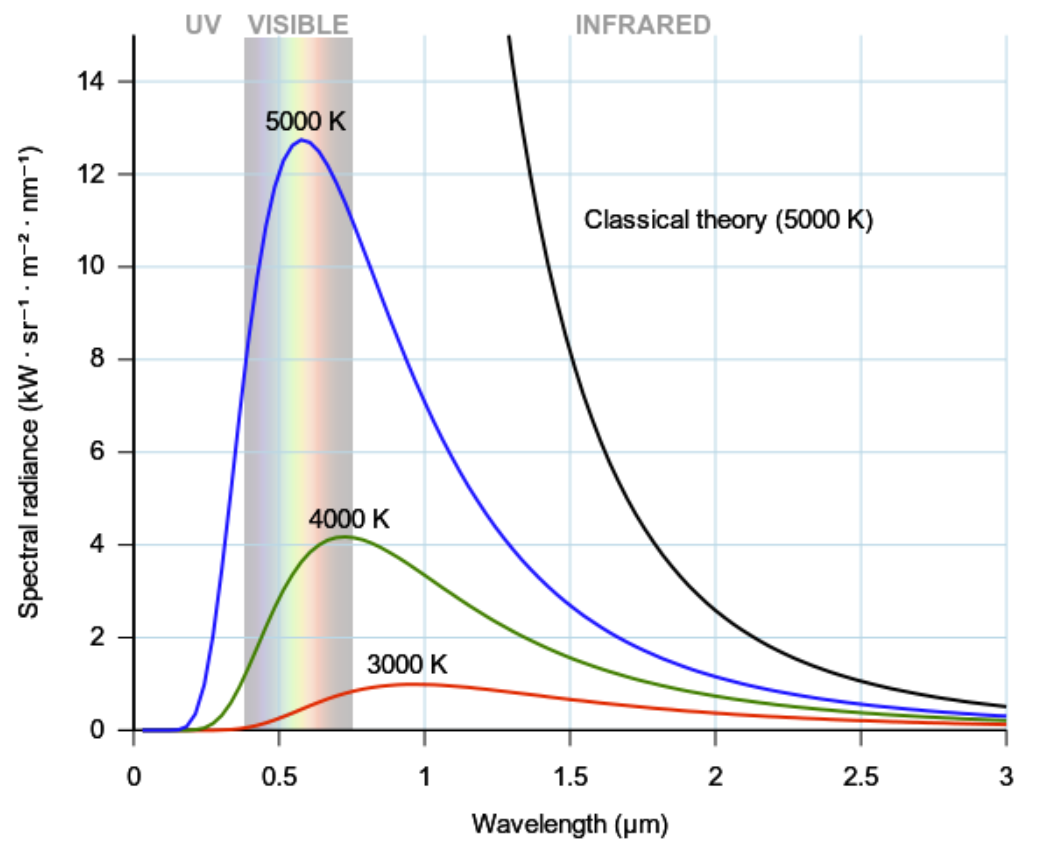 UV VISIBLE INFRARED
14
12
10
8
6
4
2
0
Spectral radiance (kW · sr⁻¹ · m⁻² · nm⁻¹)
5000 K
Classical theory (5000 K)
4000 K
3000 K
0 0.5 1 1.5 2 2.5 3
Wavelength (μm)